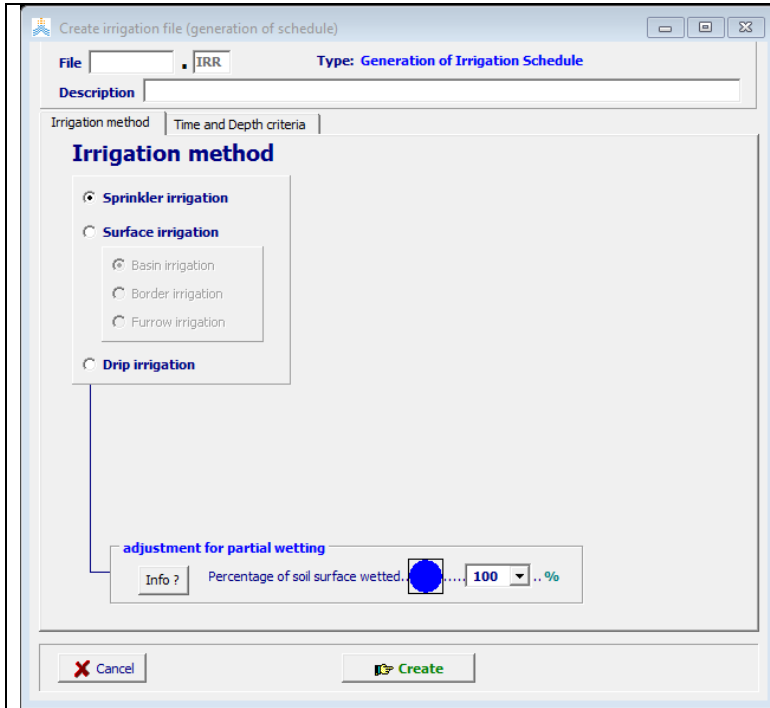 Create irrigation file (generation of schedule)
File . IRR Type: Generation of Irrigation Schedule
Description
Irrigation method Time and Depth criteria
Irrigation method
Sprinkler irrigation
Surface irrigation
Basin irrigation
Border irrigation
Furrow irrigation
Drip irrigation
adjustment for partial wetting
Info ? Percentage of soil surface wetted.. ..... 100 .. %
Cancel Create